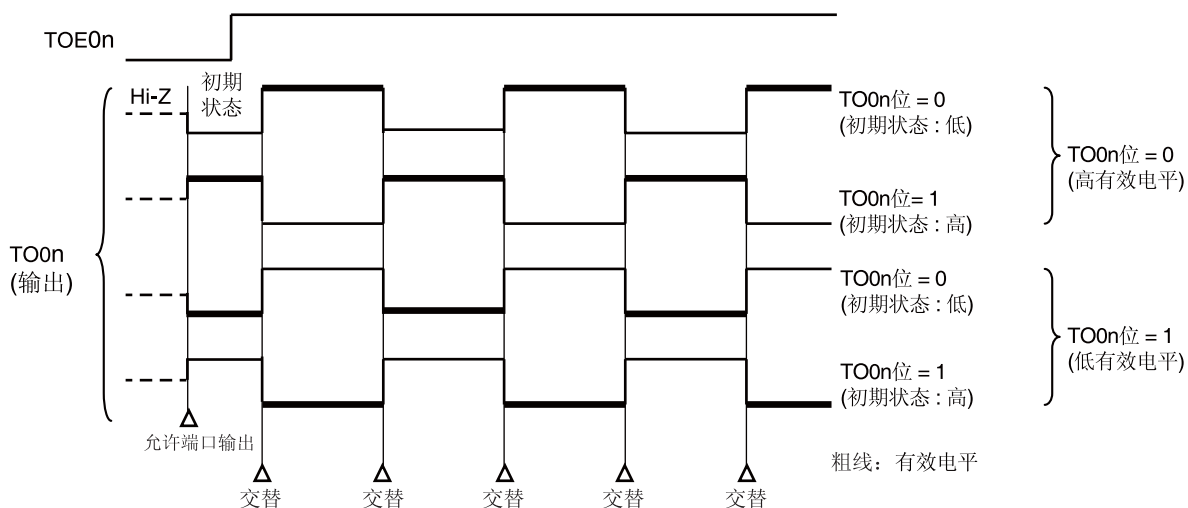 TOE0n
初期
状态
Hi-Z
TO0n位 = 0
(初期状态 : 低)
TO0n位 = 0
(高有效电平)
TO0n位= 1
(初期状态 : 高)
TO0n
(输出)
TO0n位 = 0
(初期状态 : 低)
TO0n位 = 1
(低有效电平)
TO0n位 = 1
(初期状态 : 高)
允许端口输出
粗线：有效电平
交替 交替 交替 交替 交替